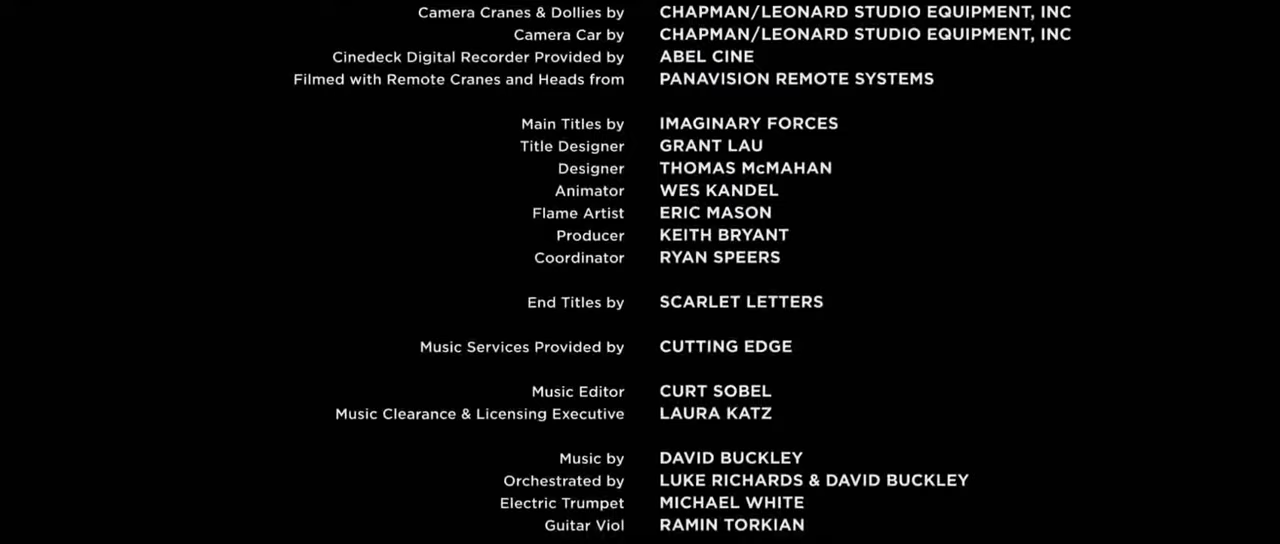 Camera Cranes & Dollies by CHAPMAN/LEONARD STUDIO EQUIPMENT, INC
Camera Car by CHAPMAN/LEONARD STUDIO EQUIPMENT, INC
Cinedeck Digital Recorder Provided by ABEL CINE
Filmed with Remote Cranes and Heads from PANAVISION REMOTE SYSTEMS
Main Titles by IMAGINARY FORCES
Title Designer GRANT LAU
Designer THOMAS McMAHAN
Animator WES KANDEL
Flame Artist ERIC MASON
Producer KEITH BRYANT
Coordinator RYAN SPEERS
End Titles by SCARLET LETTERS
Music Services Provided by CUTTING EDGE
Music Editor CURT SOBEL
Music Clearance & Licensing Executive LAURA KATZ
Music by DAVID BUCKLEY
Orchestrated by LUKE RICHARDS & DAVID BUCKLEY
Electric Trumpet MICHAEL WHITE
Guitar Viol RAMIN TORKIAN